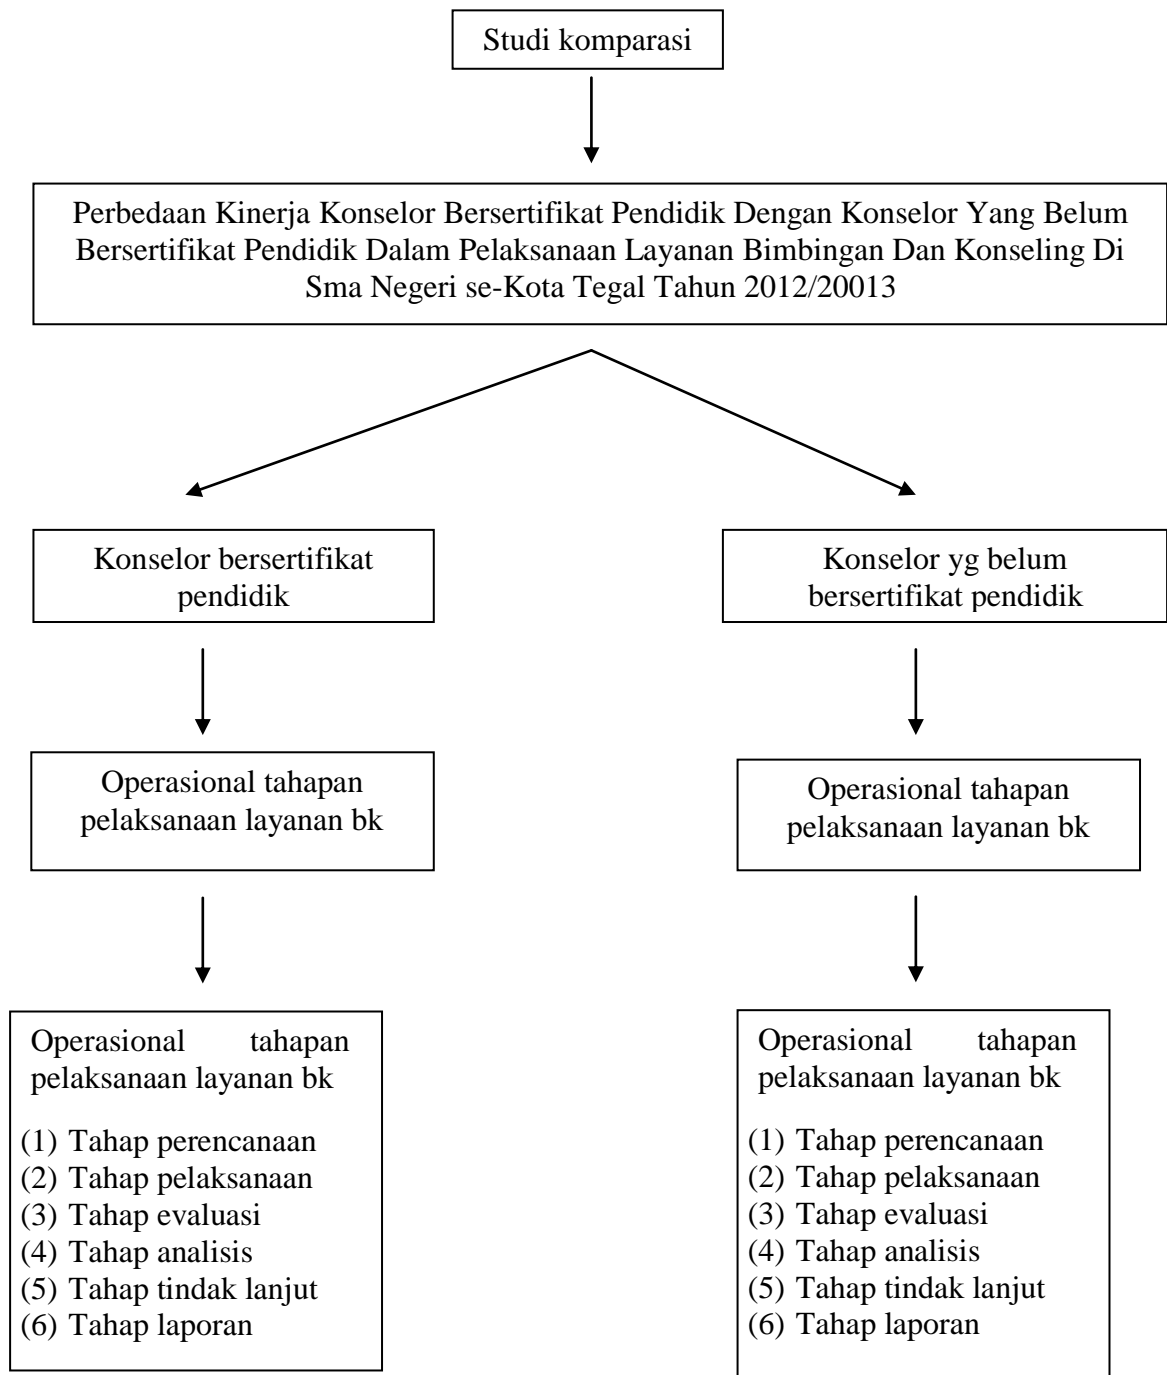 Studi komparasi
Perbedaan Kinerja Konselor Bersertifikat Pendidik Dengan Konselor Yang Belum
Bersertifikat Pendidik Dalam Pelaksanaan Layanan Bimbingan Dan Konseling Di
Sma Negeri se-Kota Tegal Tahun 2012/20013
Konselor bersertifikat
pendidik
Konselor yg belum
bersertifikat pendidik
Operasional tahapan
pelaksanaan layanan bk
Operasional tahapan
pelaksanaan layanan bk
Operasional tahapan
pelaksanaan layanan bk
(1) Tahap perencanaan
(2) Tahap pelaksanaan
(3) Tahap evaluasi
(4) Tahap analisis
(5) Tahap tindak lanjut
(6) Tahap laporan
Operasional tahapan
pelaksanaan layanan bk
(1) Tahap perencanaan
(2) Tahap pelaksanaan
(3) Tahap evaluasi
(4) Tahap analisis
(5) Tahap tindak lanjut
(6) Tahap laporan